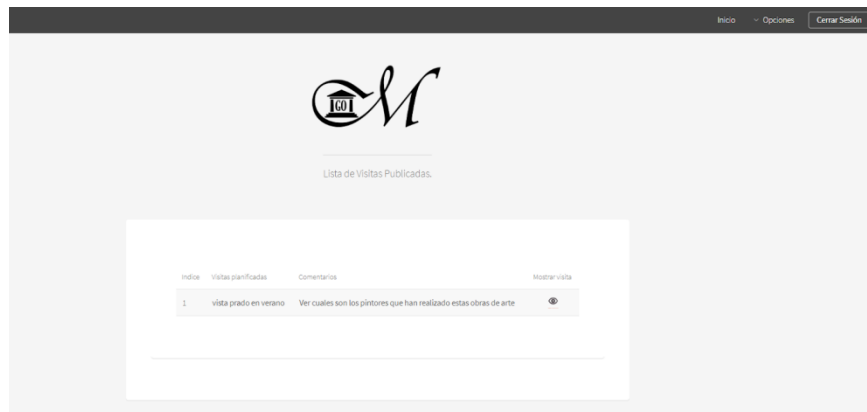 Inicio Opciones Cerrar Sesión
GO M
Lista de Visitas Publicadas.
Indice Visitas planificadas Comentarios Mostrar visita
1 vista prado en verano Ver cuales son los pintores que han realizado estas obras de arte